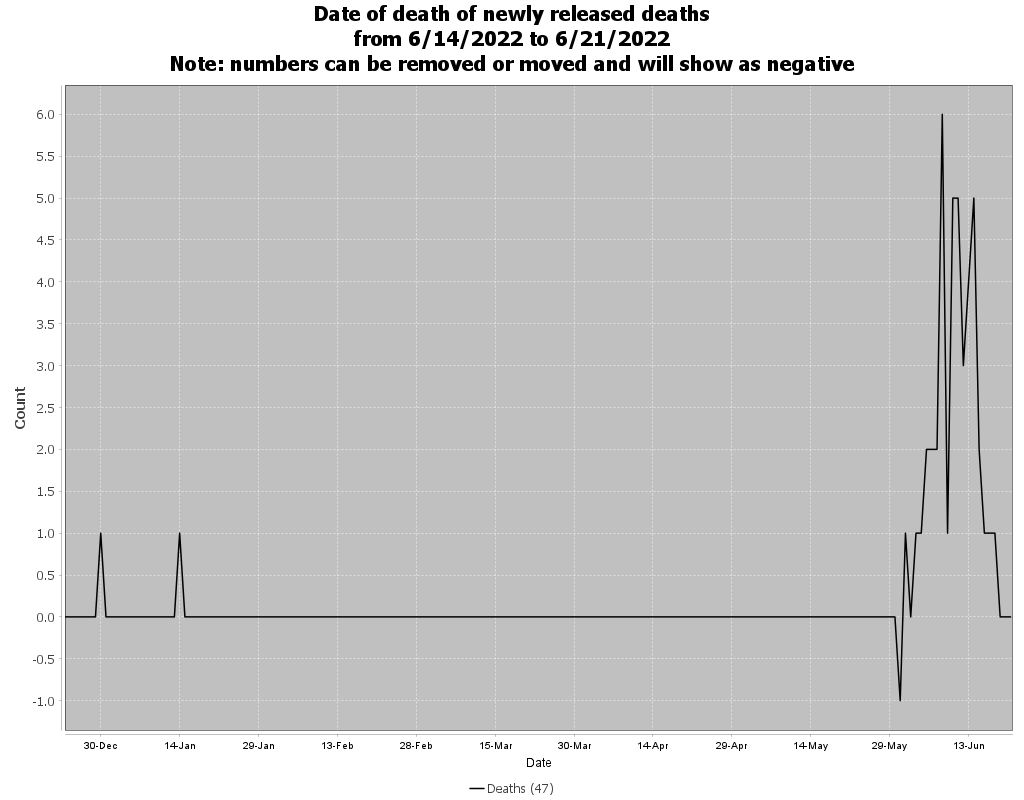 Date of death of newly released deaths
from 6/14/2022 to 6/21/2022
Note: numbers can be removed or moved and will show as negative
6.0
5.5
5.0
4.5
4.0
3.5
3.0
2.5
2.0
1.5
1.0
0.5
0.0
-0.5
-1.0
Count
30-Dec 14-Jan 29-Jan 13-Feb 28-Feb 15-Mar 30-Mar 14-Apr 29-Apr 14-May 29-May 13-Jun
Date
Deaths (47)